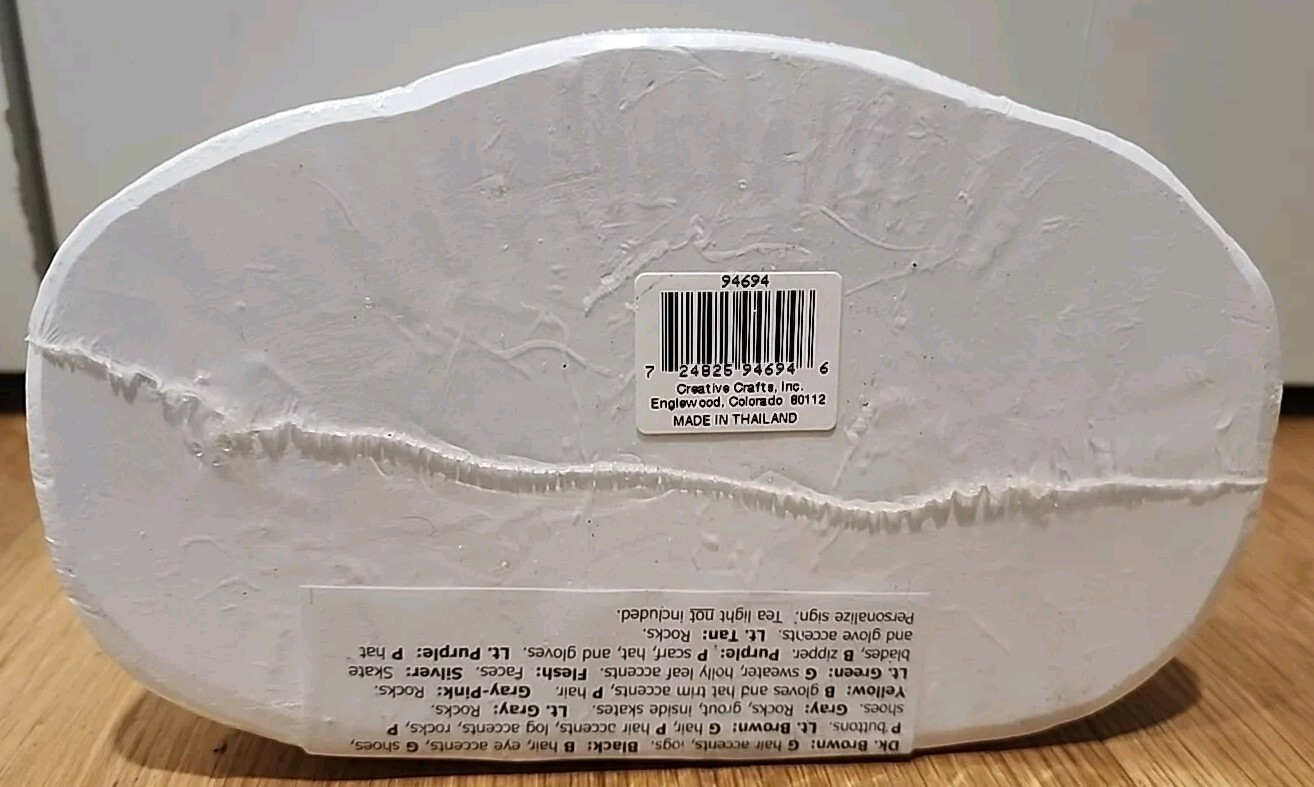 94694
7 24825 94694 6
Creative Crafts, Inc.
Englewood, Colorado 80112
MADE IN THAILAND
Dk. Brown: G hair accents, logs. Black: B hair, eye accents, G shoes,
P buttons. Lt. Brown: G hair, P hair accents, log accents, rocks, P
shoes. Gray: Rocks, grout, inside skates. Lt. Gray: Rocks.
Yellow: B gloves and hat trim accents, P hair. Gray-Pink: Rocks.
Lt. Green: G sweater, holly leaf accents. Flesh: Faces. Silver: Skate
blades, B zipper. Purple: P scarf, hat, and gloves. Lt. Purple: P hat
and glove accents. Lt. Tan: Rocks.
Personalize sign. Tea light not included.